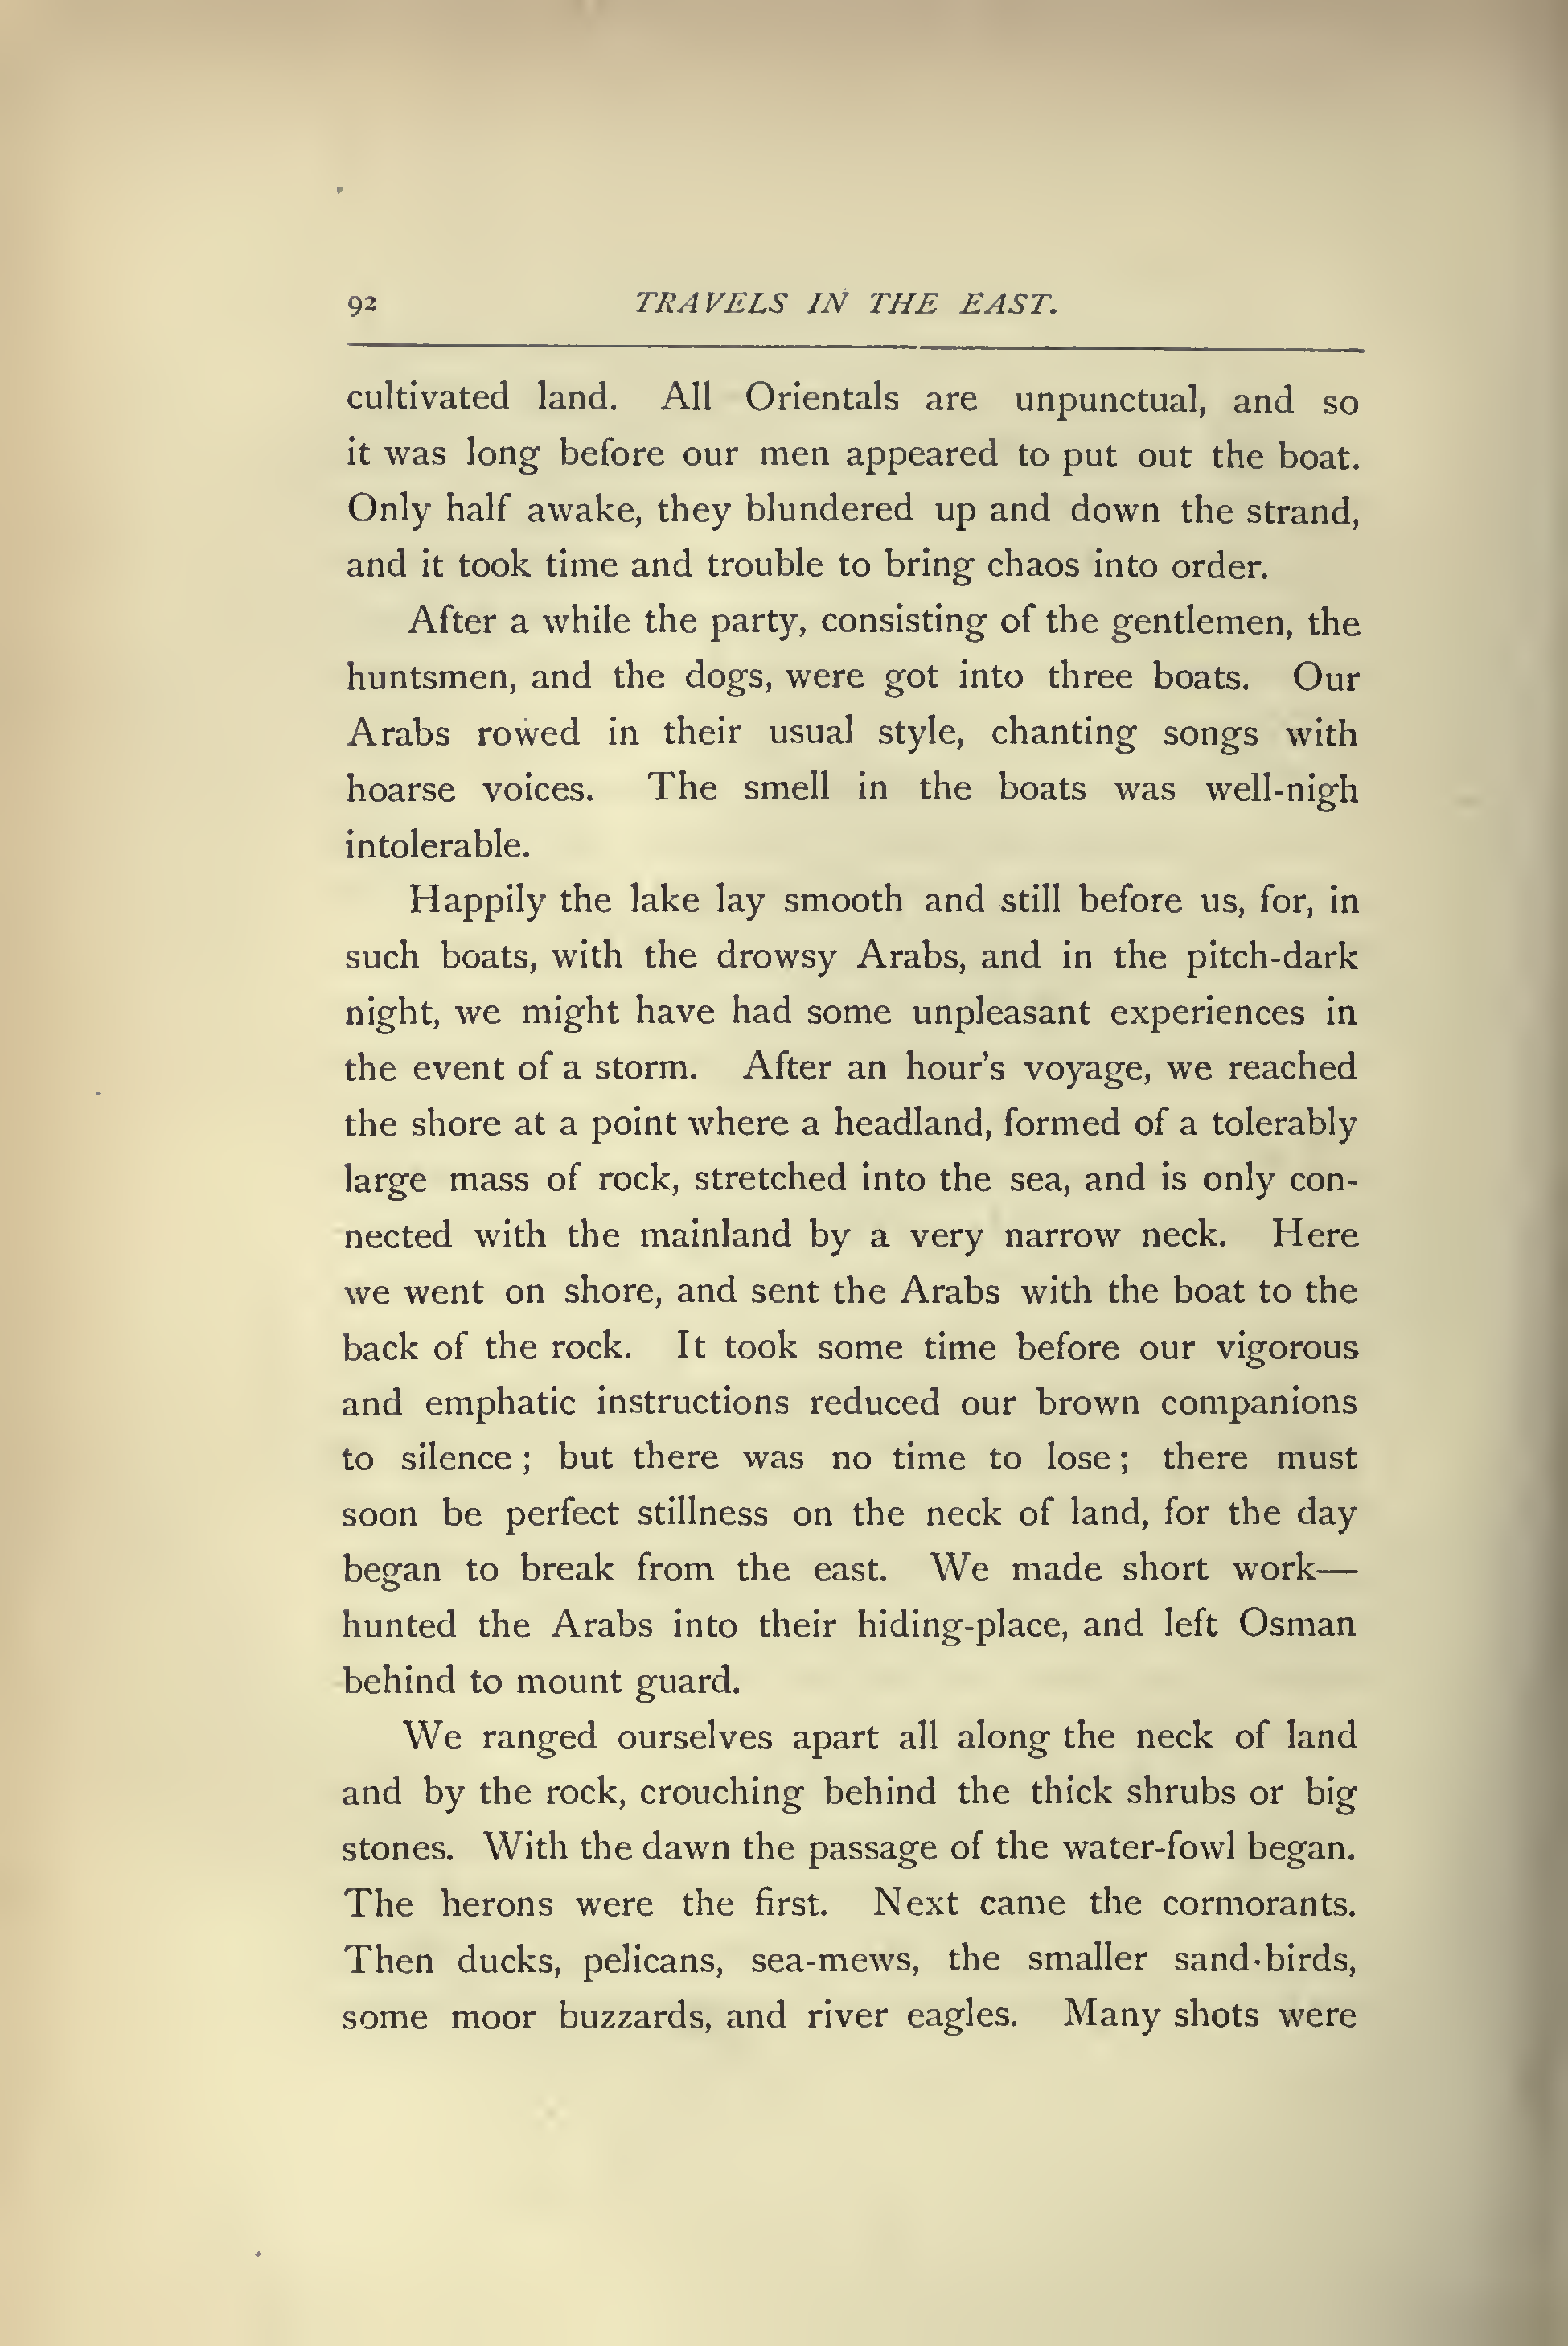 92 TRAVELS IN THE EAST.
cultivated land. All Orientals are unpunctual, and so
it was long before our men appeared to put out the boat.
Only half awake, they blundered up and down the strand,
and it took time and trouble to bring chaos into order.
After a while the party, consisting of the gentlemen, the
huntsmen, and the dogs, were got into three boats. Our
Arabs rowed in their usual style, chanting songs with
hoarse voices. The smell in the boats was well-nigh
intolerable.
Happily the lake lay smooth and still before us, for, in
such boats, with the drowsy Arabs, and in the pitch-dark
night, we might have had some unpleasant experiences in
the event of a storm. After an hour's voyage, we reached
the shore at a point where a headland, formed of a tolerably
large mass of rock, stretched into the sea, and is only con-
nected with the mainland by a very narrow neck. Here
we went on shore, and sent the Arabs with the boat to the
back of the rock. It took some time before our vigorous
and emphatic instructions reduced our brown companions
to silence; but there was no time to lose; there must
soon be perfect stillness on the neck of land, for the day
began to break from the east. We made short work—
hunted the Arabs into their hiding-place, and left Osman
behind to mount guard.
We ranged ourselves apart all along the neck of land
and by the rock, crouching behind the thick shrubs or big
stones. With the dawn the passage of the water-fowl began.
The herons were the first. Next came the cormorants.
Then ducks, pelicans, sea-mews, the smaller sand-birds,
some moor buzzards, and river eagles. Many shots were